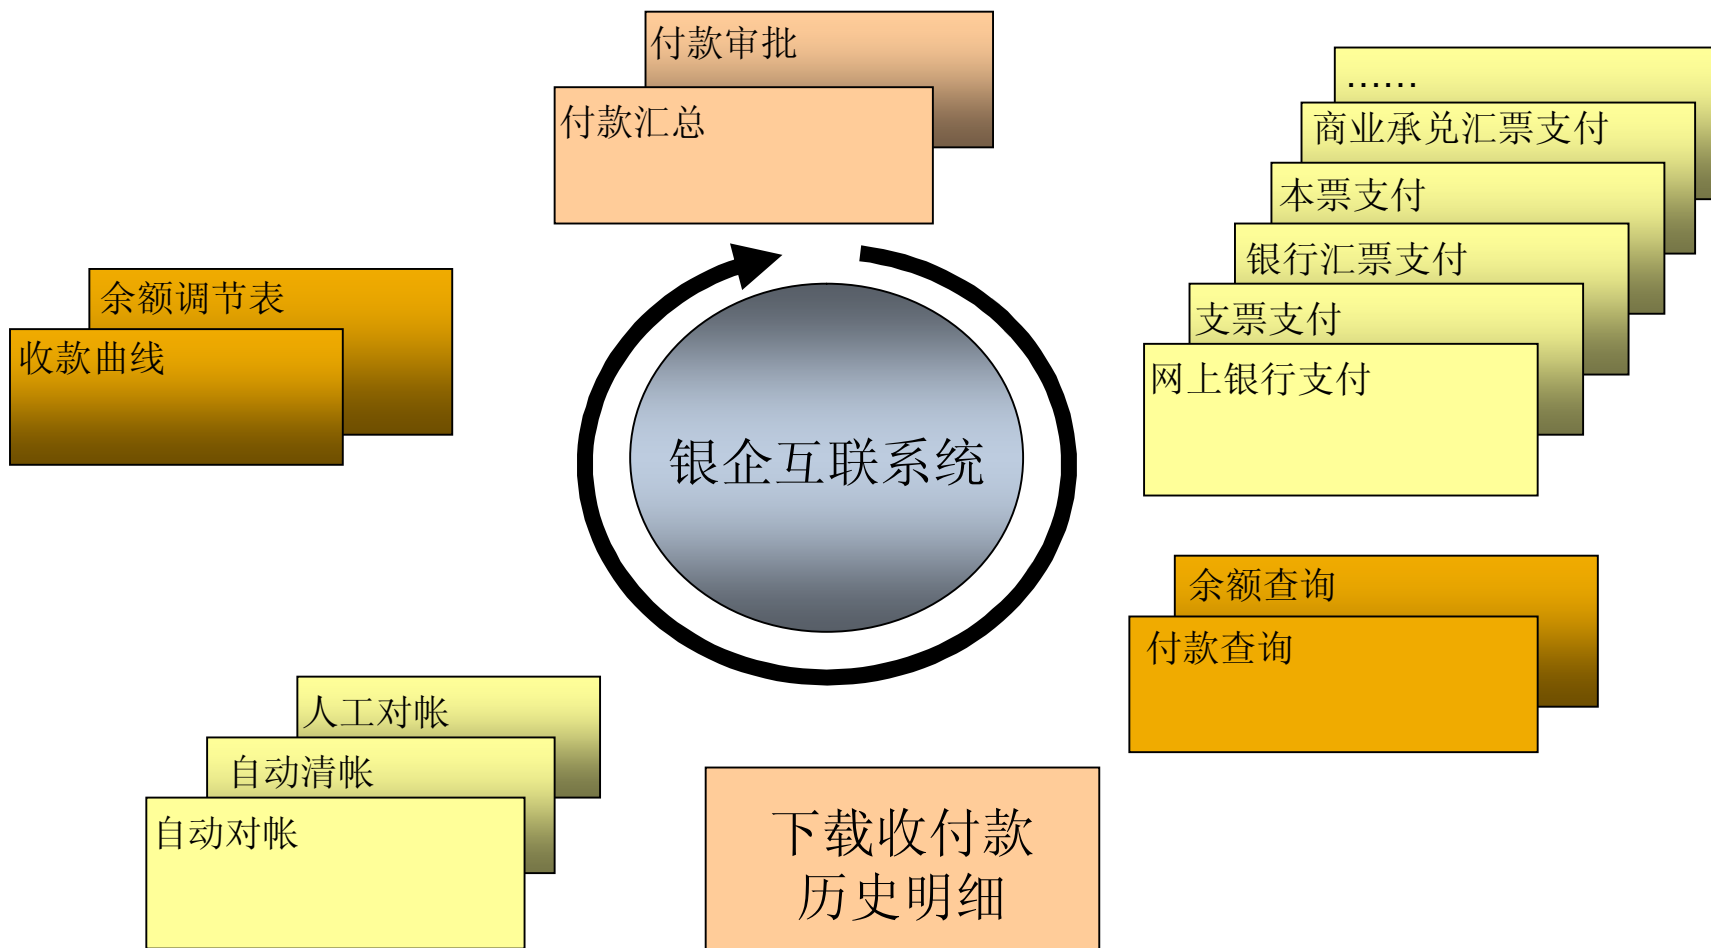 付款审批
付款汇总
……
商业承兑汇票支付
本票支付
银行汇票支付
支票支付
网上银行支付
余额调节表
收款曲线
银企互联系统
余额查询
付款查询
人工对帐
自动清帐
自动对帐
下载收付款
历史明细